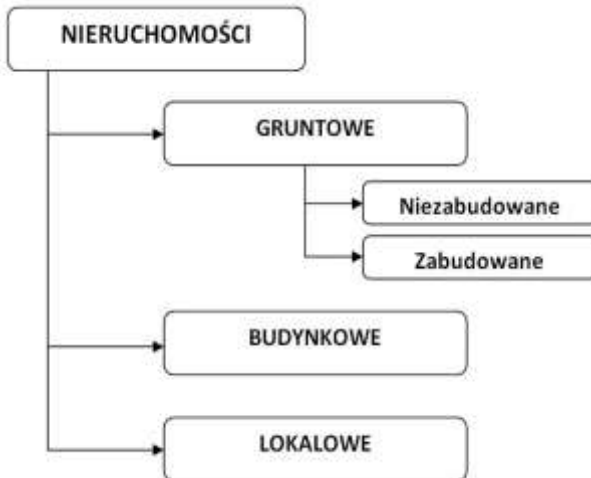 NIERUCHOMOŚCI
GRUNTOWE
Niezabudowane
Zabudowane
BUDYNKOWE
LOKALOWE